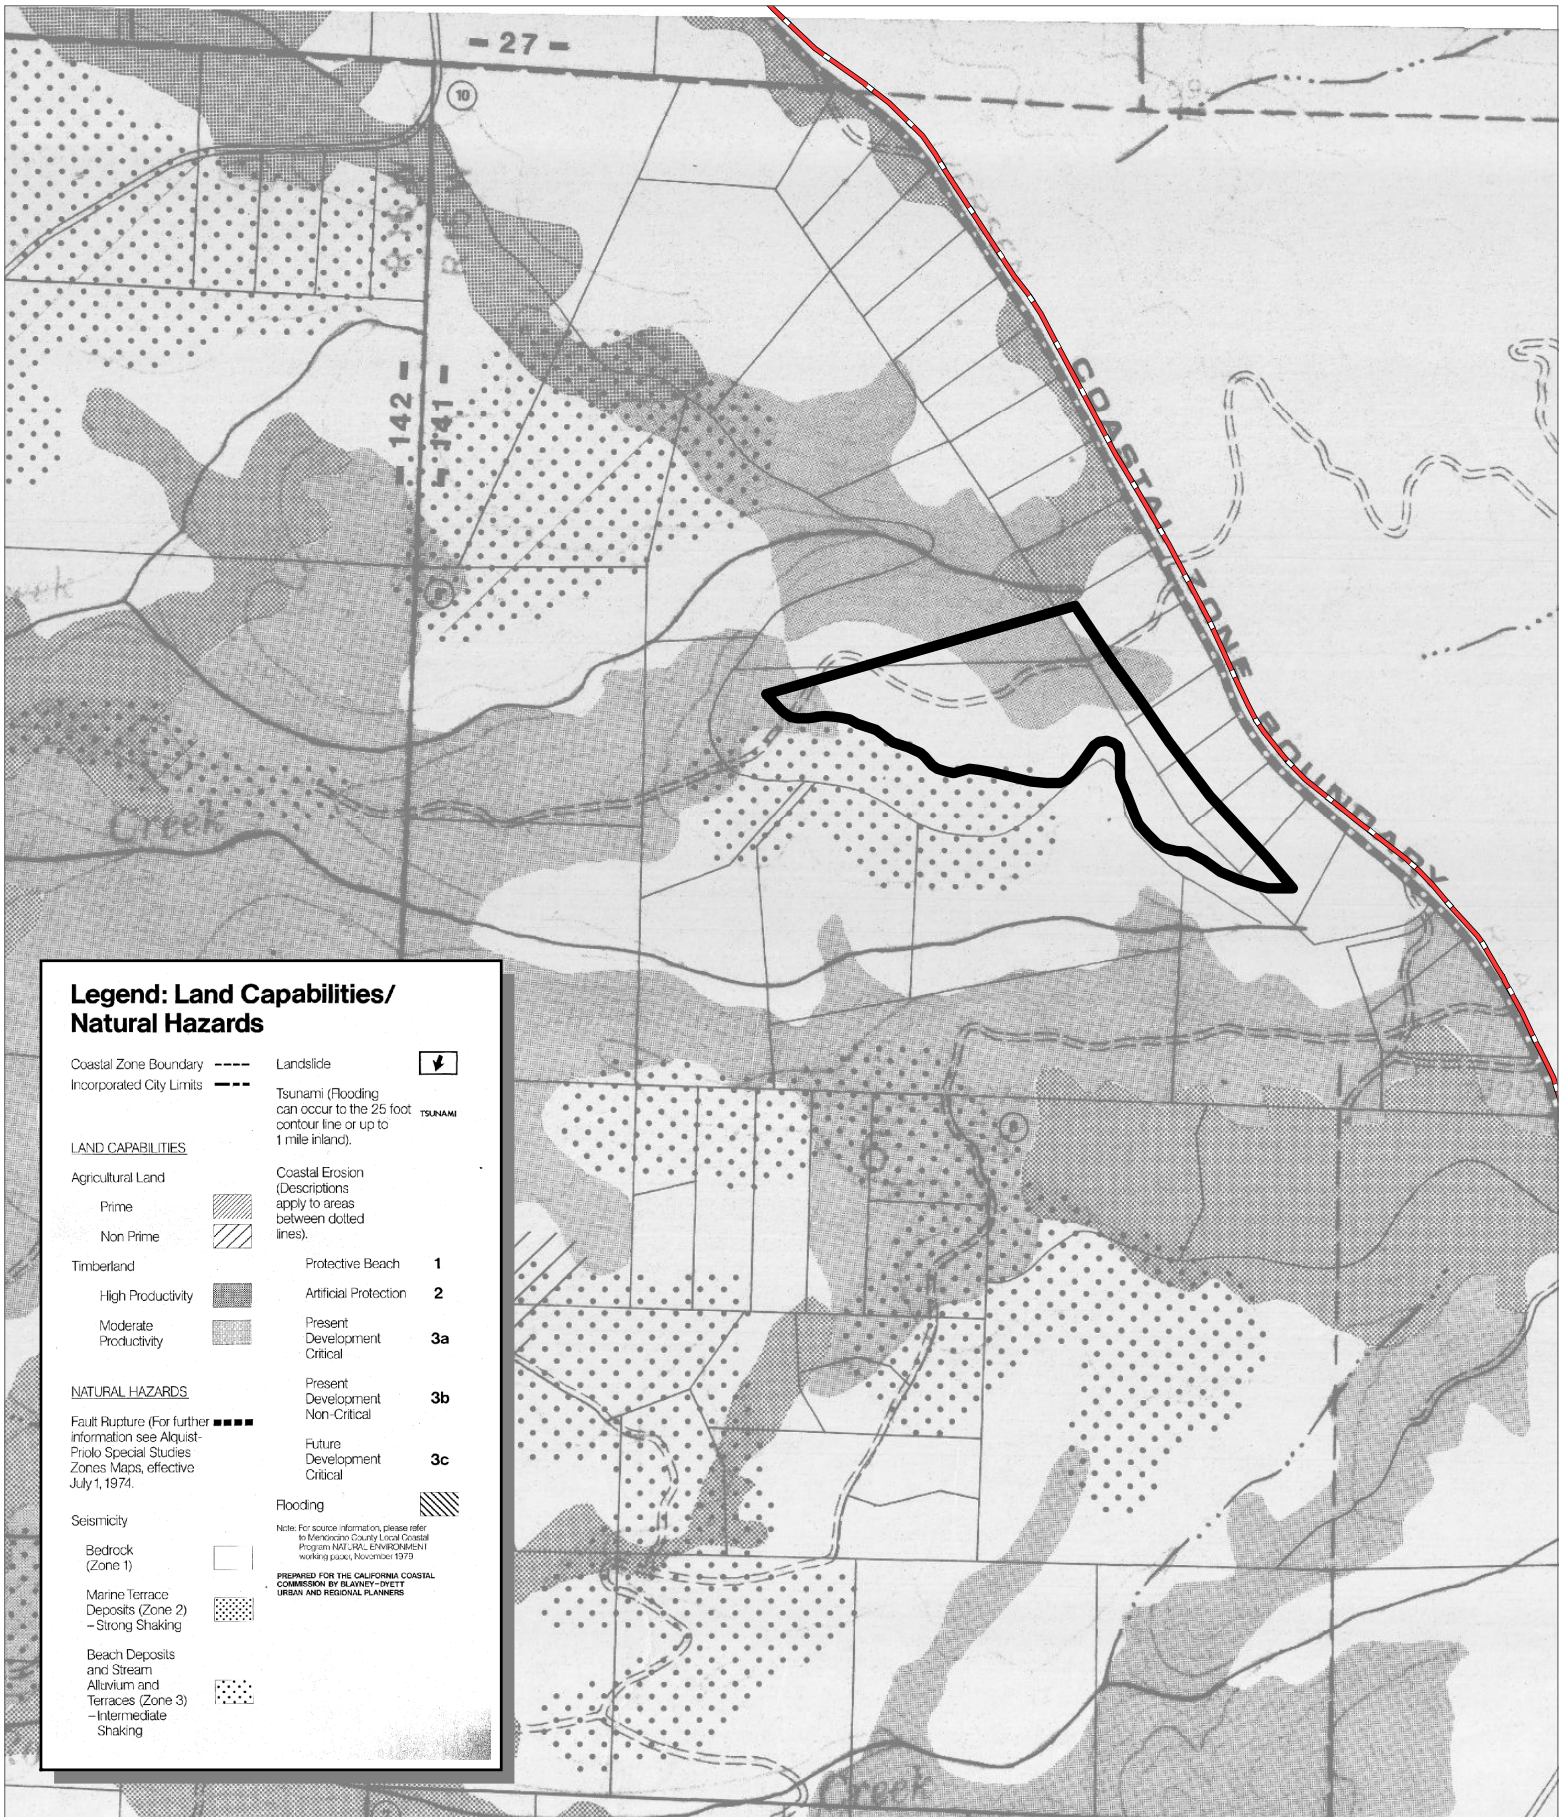 - 27 -
10
- 142 -
- 141 -
COASTAL ZONE BOUNDARY
Creek
Legend: Land Capabilities/
Natural Hazards
Coastal Zone Boundary
Incorporated City Limits
LAND CAPABILITIES
Agricultural Land
Prime
Non Prime
Timberland
High Productivity
Moderate
Productivity
NATURAL HAZARDS
Fault Rupture (For further
information see Alquist-
Priolo Special Studies
Zones Maps, effective
July 1, 1974.
Seismicity
Bedrock
(Zone 1)
Marine Terrace
Deposits (Zone 2)
–Strong Shaking
Beach Deposits
and Stream
Alluvium and
Terraces (Zone 3)
–Intermediate
Shaking
Landslide
Tsunami (Flooding
can occur to the 25 foot TSUNAMI
contour line or up to
1 mile inland).
Coastal Erosion
(Descriptions
apply to areas
between dotted
lines).
Protective Beach 1
Artificial Protection 2
Present
Development 3a
Critical
Present
Development 3b
Non-Critical
Future
Development 3c
Critical
Flooding
Note: For source information, please refer
to Mendocino County Local Coastal
Program NATURAL ENVIRONMENT
working paper, November 1979
PREPARED FOR THE CALIFORNIA COASTAL
COMMISSION BY BLAYNEY-DYETT
URBAN AND REGIONAL PLANNERS
Creek